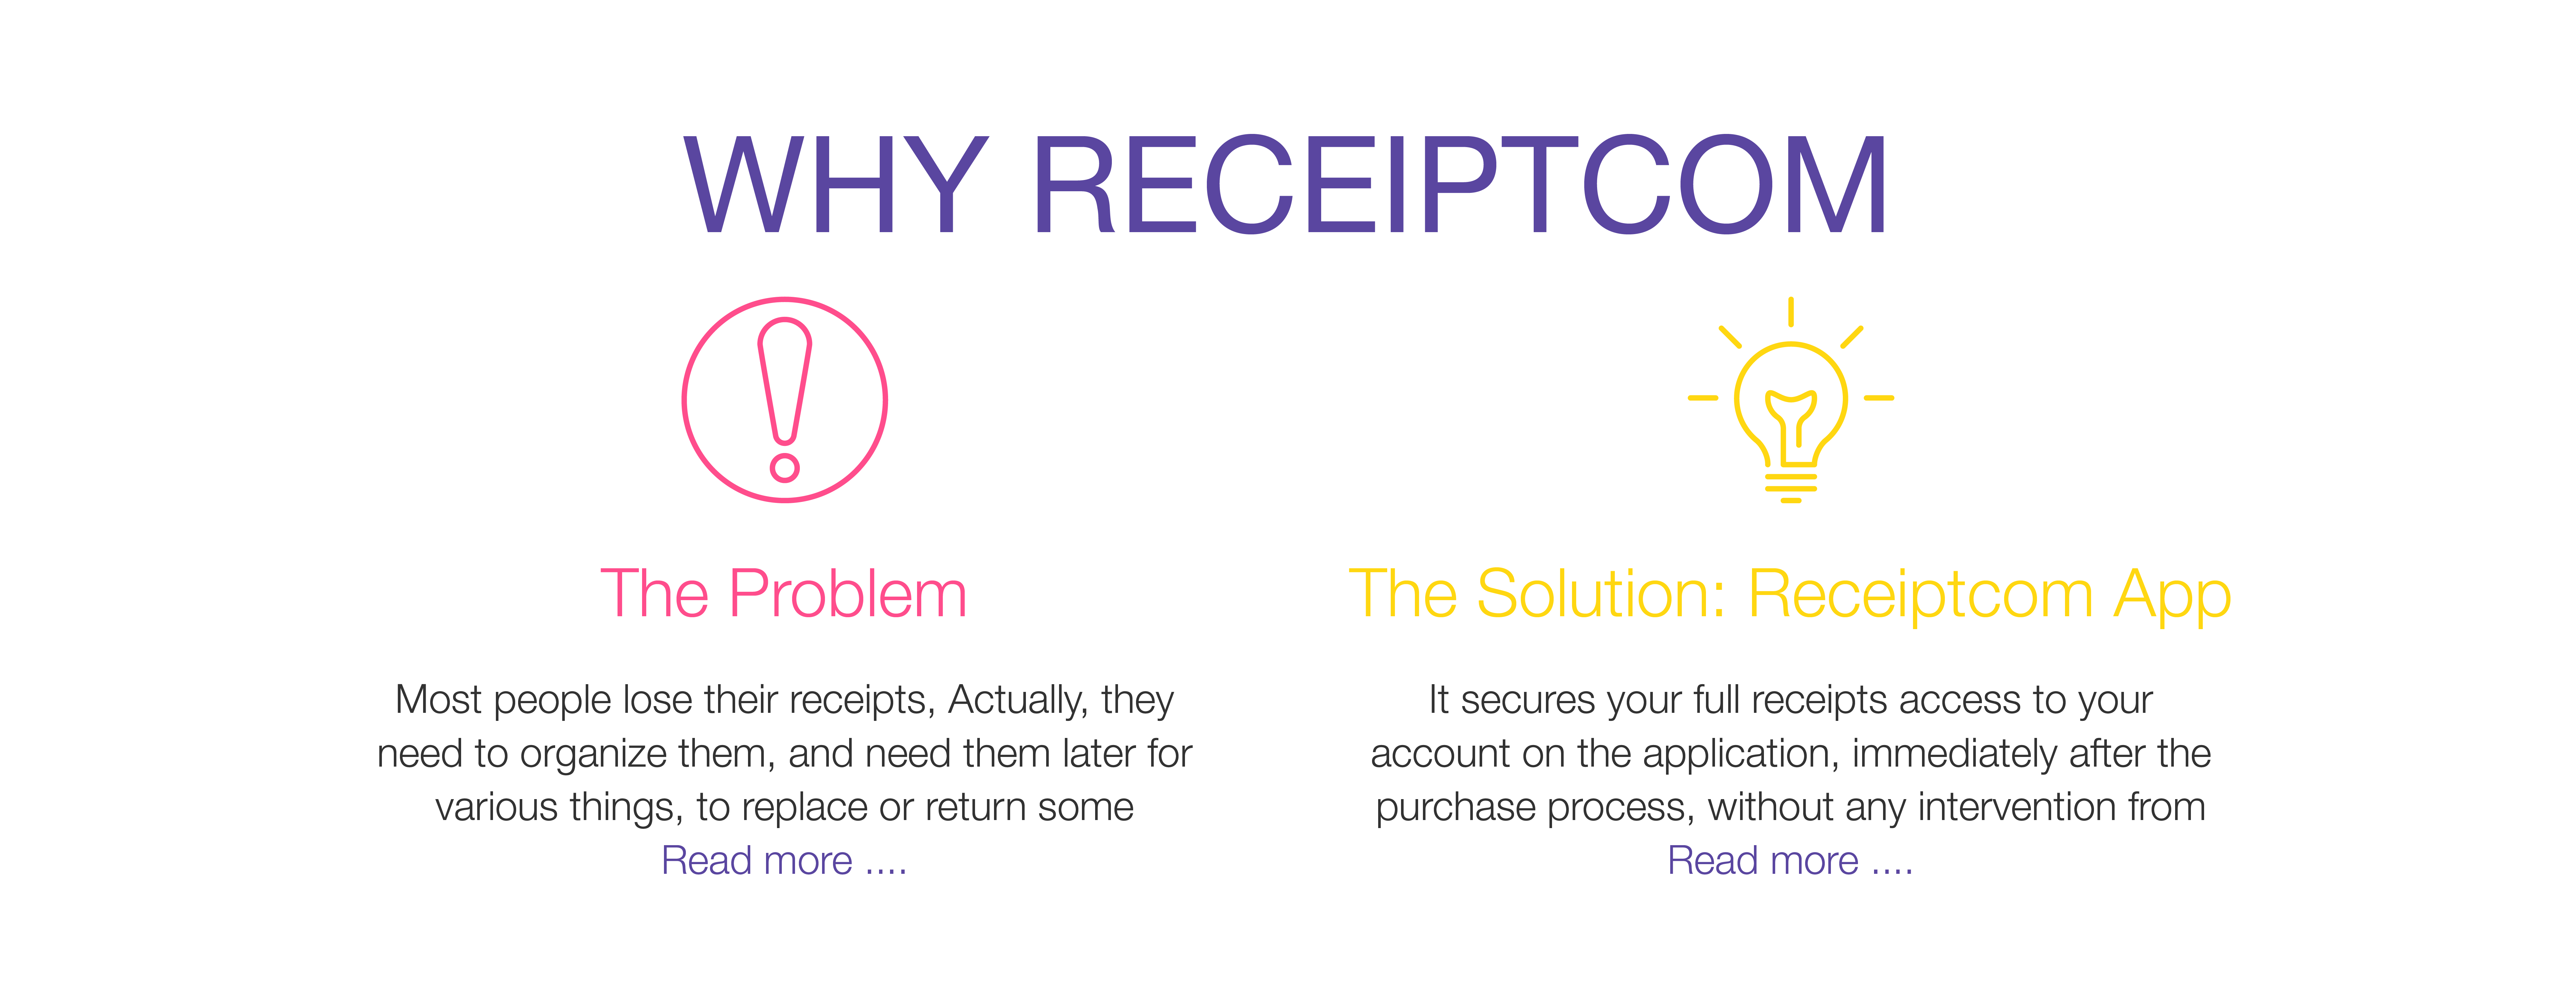 WHY RECEIPTCOM
The Problem
Most people lose their receipts, Actually, they
need to organize them, and need them later for
various things, to replace or return some
Read more ....
The Solution: Receiptcom App
It secures your full receipts access to your
account on the application, immediately after the
purchase process, without any intervention from
Read more ....